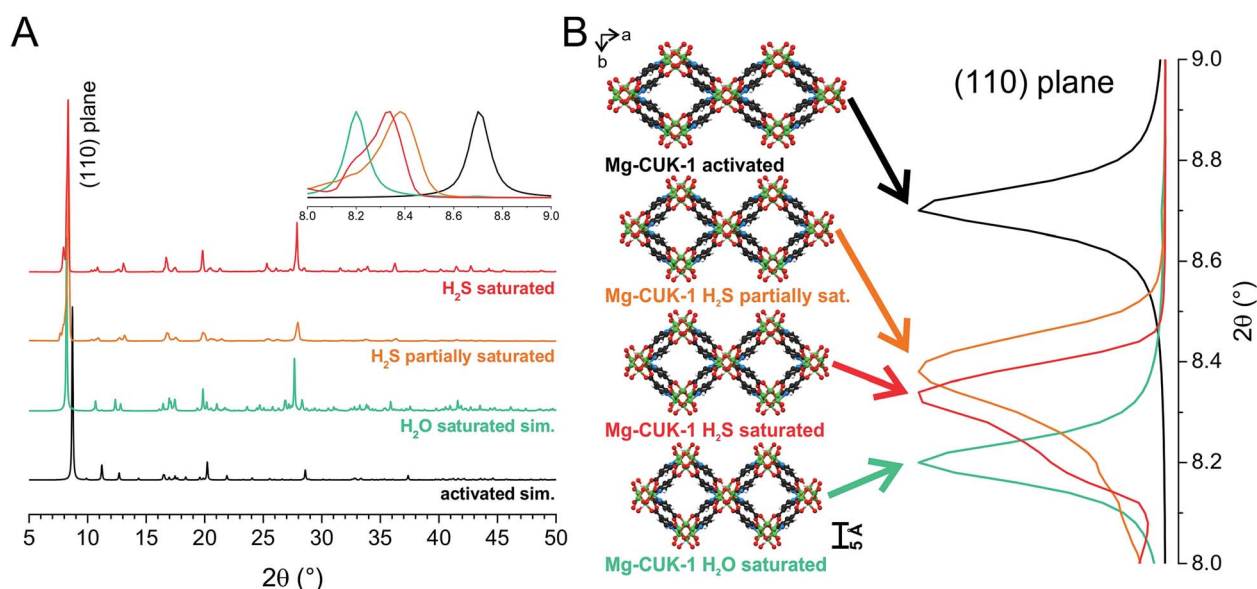 A
(110) plane
8.0 8.2 8.4 8.6 8.8 9.0
H₂S saturated
H₂S partially saturated
H₂O saturated sim.
activated sim.
5 10 15 20 25 30 35 40 45 50
2θ (°)
B
a
b
Mg-CUK-1 activated
Mg-CUK-1 H₂S partially sat.
Mg-CUK-1 H₂S saturated
Mg-CUK-1 H₂O saturated
5 Å
(110) plane
9.0
8.8
8.6
8.4
8.2
8.0
2θ (°)